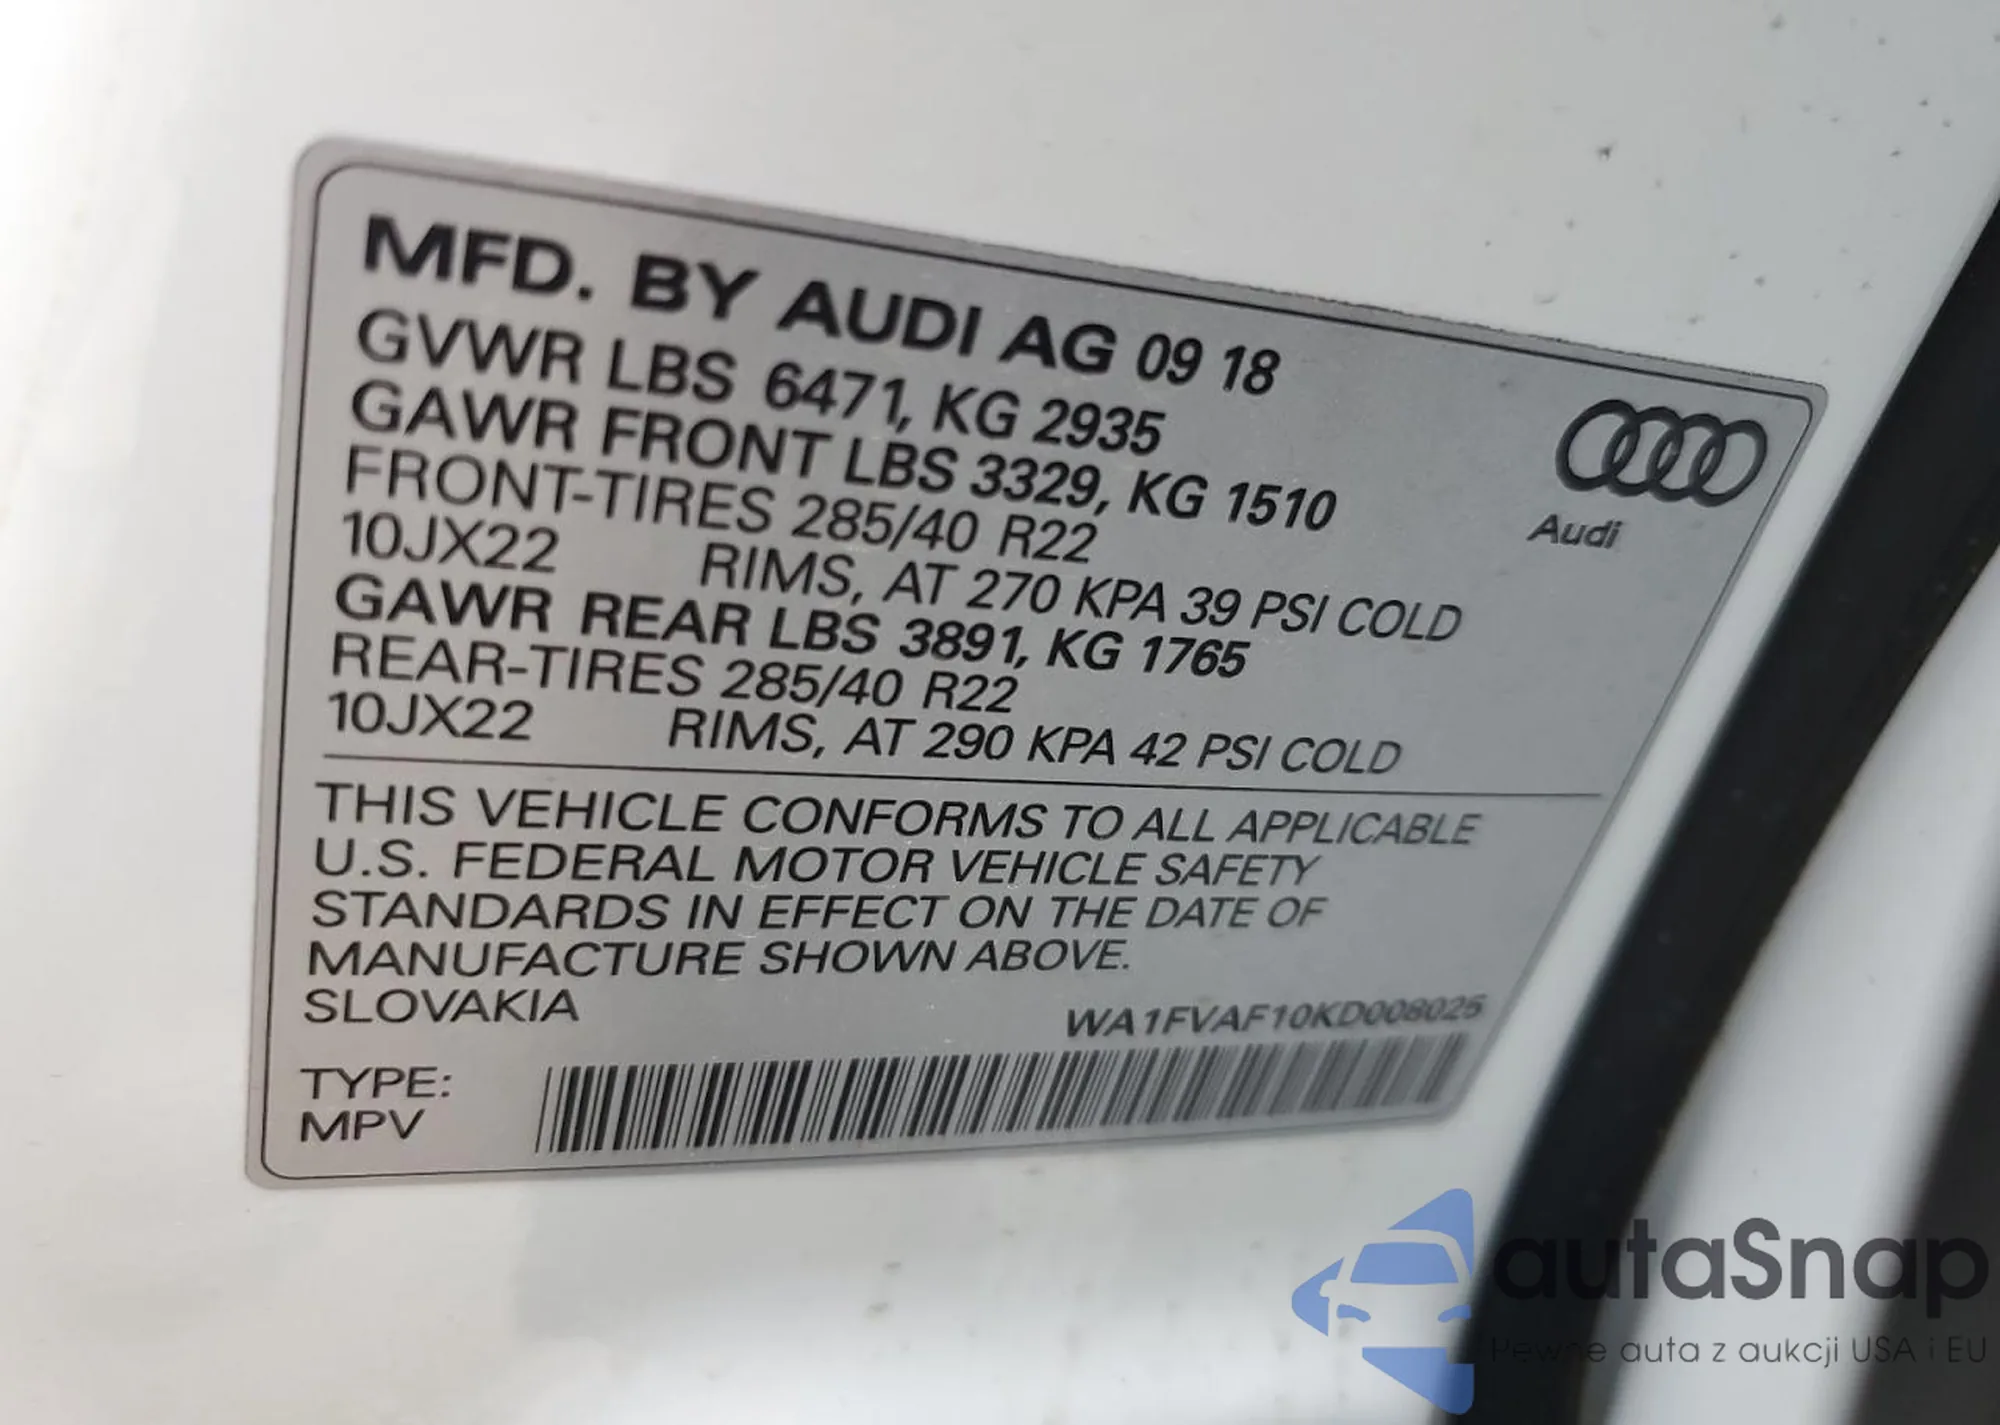 MFD. BY AUDI AG 09 18
GVWR LBS 6471, KG 2935
GAWR FRONT LBS 3329, KG 1510
FRONT-TIRES 285/40 R22
10JX22 RIMS, AT 270 KPA 39 PSI COLD
GAWR REAR LBS 3891, KG 1765
REAR-TIRES 285/40 R22
10JX22 RIMS, AT 290 KPA 42 PSI COLD
Audi
THIS VEHICLE CONFORMS TO ALL APPLICABLE
U.S. FEDERAL MOTOR VEHICLE SAFETY
STANDARDS IN EFFECT ON THE DATE OF
MANUFACTURE SHOWN ABOVE.
SLOVAKIA
WA1FVAF10KD008025
TYPE:
MPV
autaSnap
Pewne auta z aukcji USA i EU